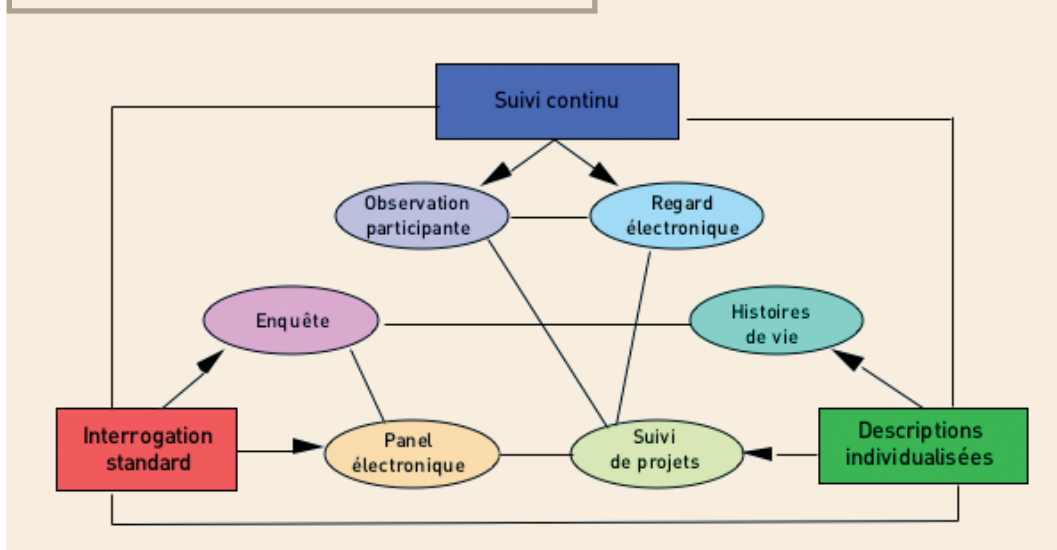 Suivi continu
Observation
participante
Regard
électronique
Enquête
Histoires
de vie
Interrogation
standard
Panel
électronique
Suivi
de projets
Descriptions
individualisées